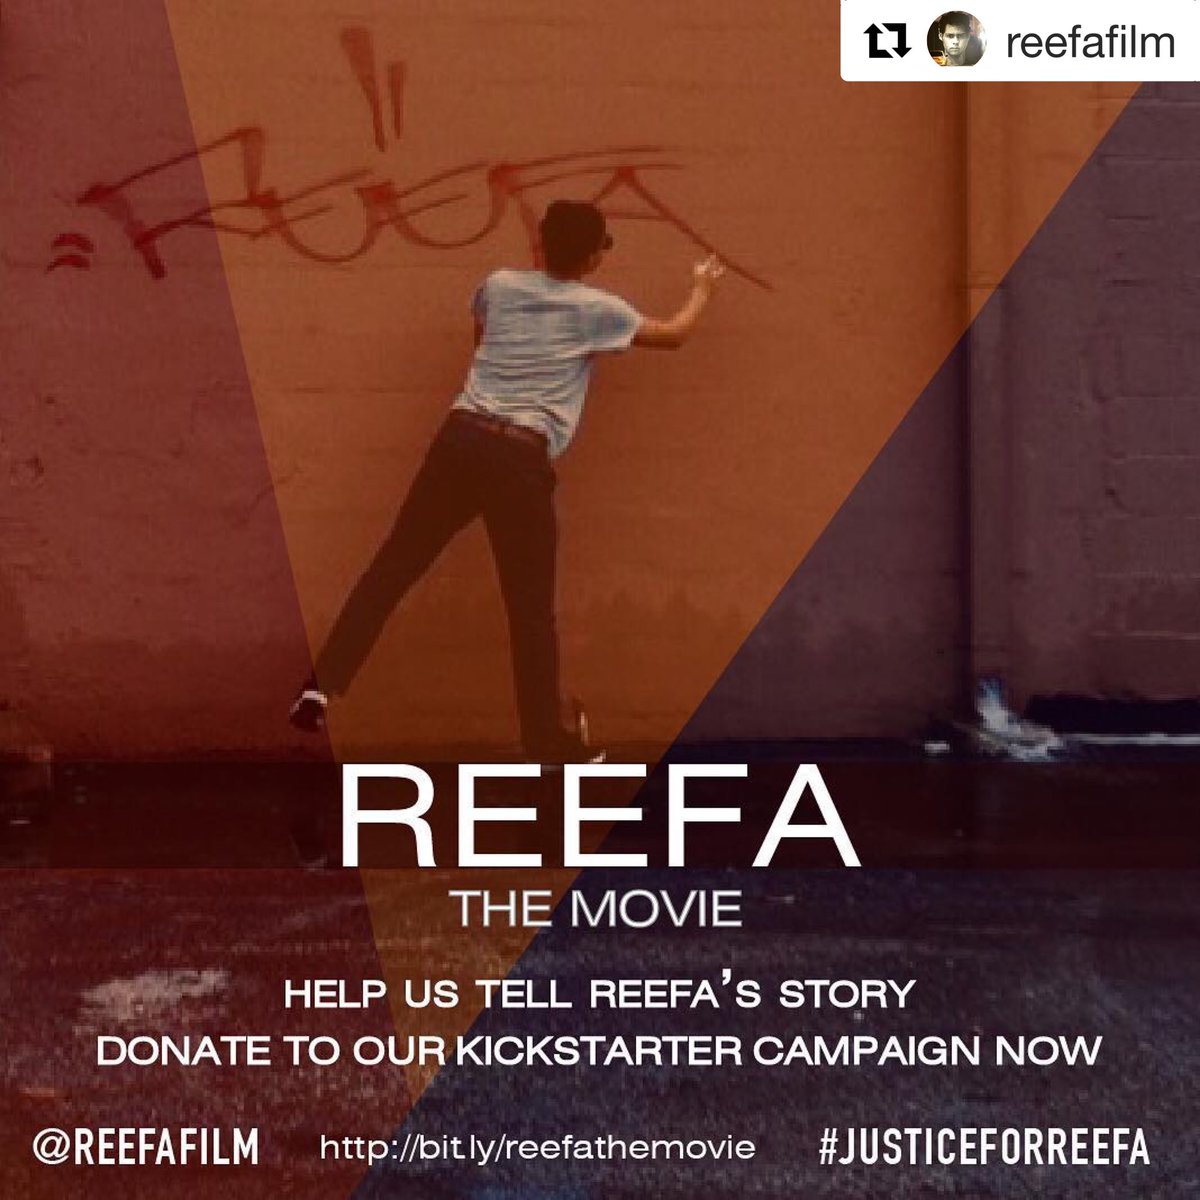 reefafilm
REEFA
REEFA
THE MOVIE
HELP US TELL REEFA'S STORY
DONATE TO OUR KICKSTARTER CAMPAIGN NOW
@REEFAFILM http://bit.ly/reefathemovie #JUSTICEFORREEFA